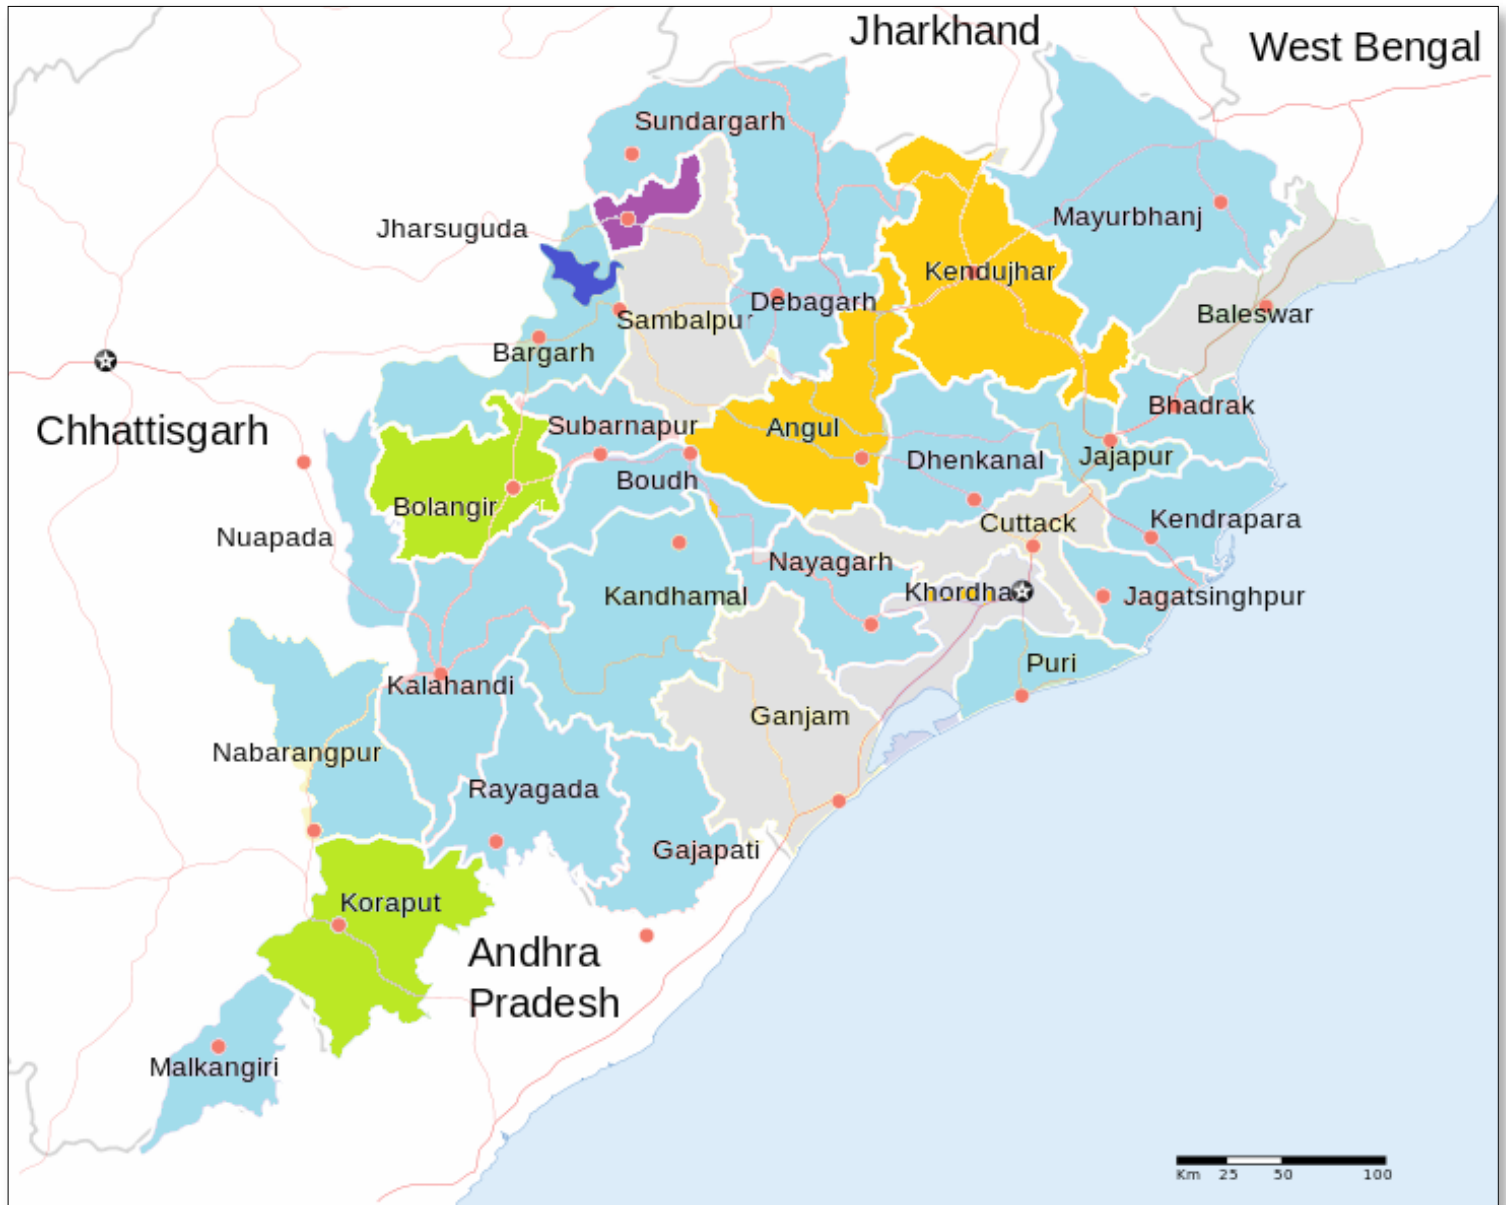 Jharkhand
West Bengal
Sundargarh
Jharsuguda
Mayurbhanj
Kendujhar
Debagarh
Sambalpur
Baleswar
Bargarh
Chhattisgarh
Subarnapur
Angul
Bhadrak
Jajapur
Dhenkanal
Boudh
Bolangir
Cuttack
Kendrapara
Nuapada
Nayagarh
Kandhamal
Khordha
Jagatsinghpur
Puri
Kalahandi
Ganjam
Nabarangpur
Rayagada
Gajapati
Koraput
Andhra
Pradesh
Malkangiri
Km 25 50 100